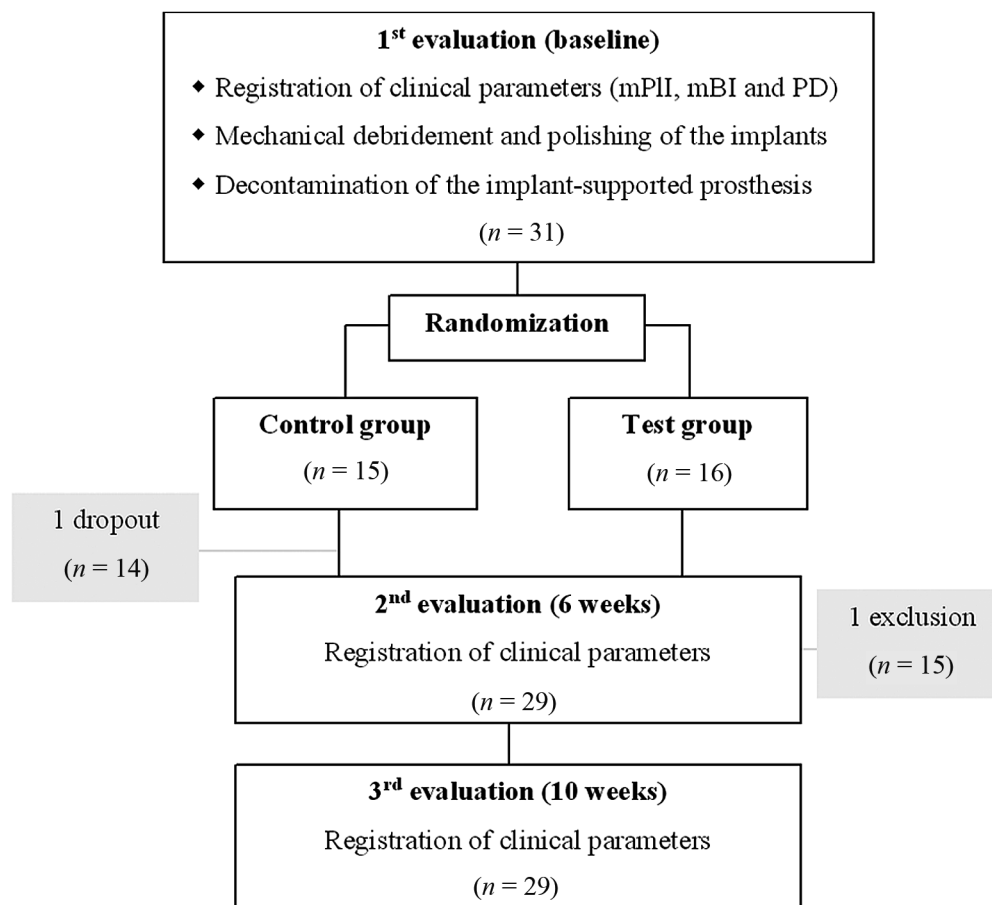 1st evaluation (baseline)
◆ Registration of clinical parameters (mPlI, mBI and PD)
◆ Mechanical debridement and polishing of the implants
◆ Decontamination of the implant-supported prosthesis
(n = 31)
Randomization
Control group
(n = 15)
Test group
(n = 16)
1 dropout
(n = 14)
2nd evaluation (6 weeks)
Registration of clinical parameters
(n = 29)
1 exclusion
(n = 15)
3rd evaluation (10 weeks)
Registration of clinical parameters
(n = 29)